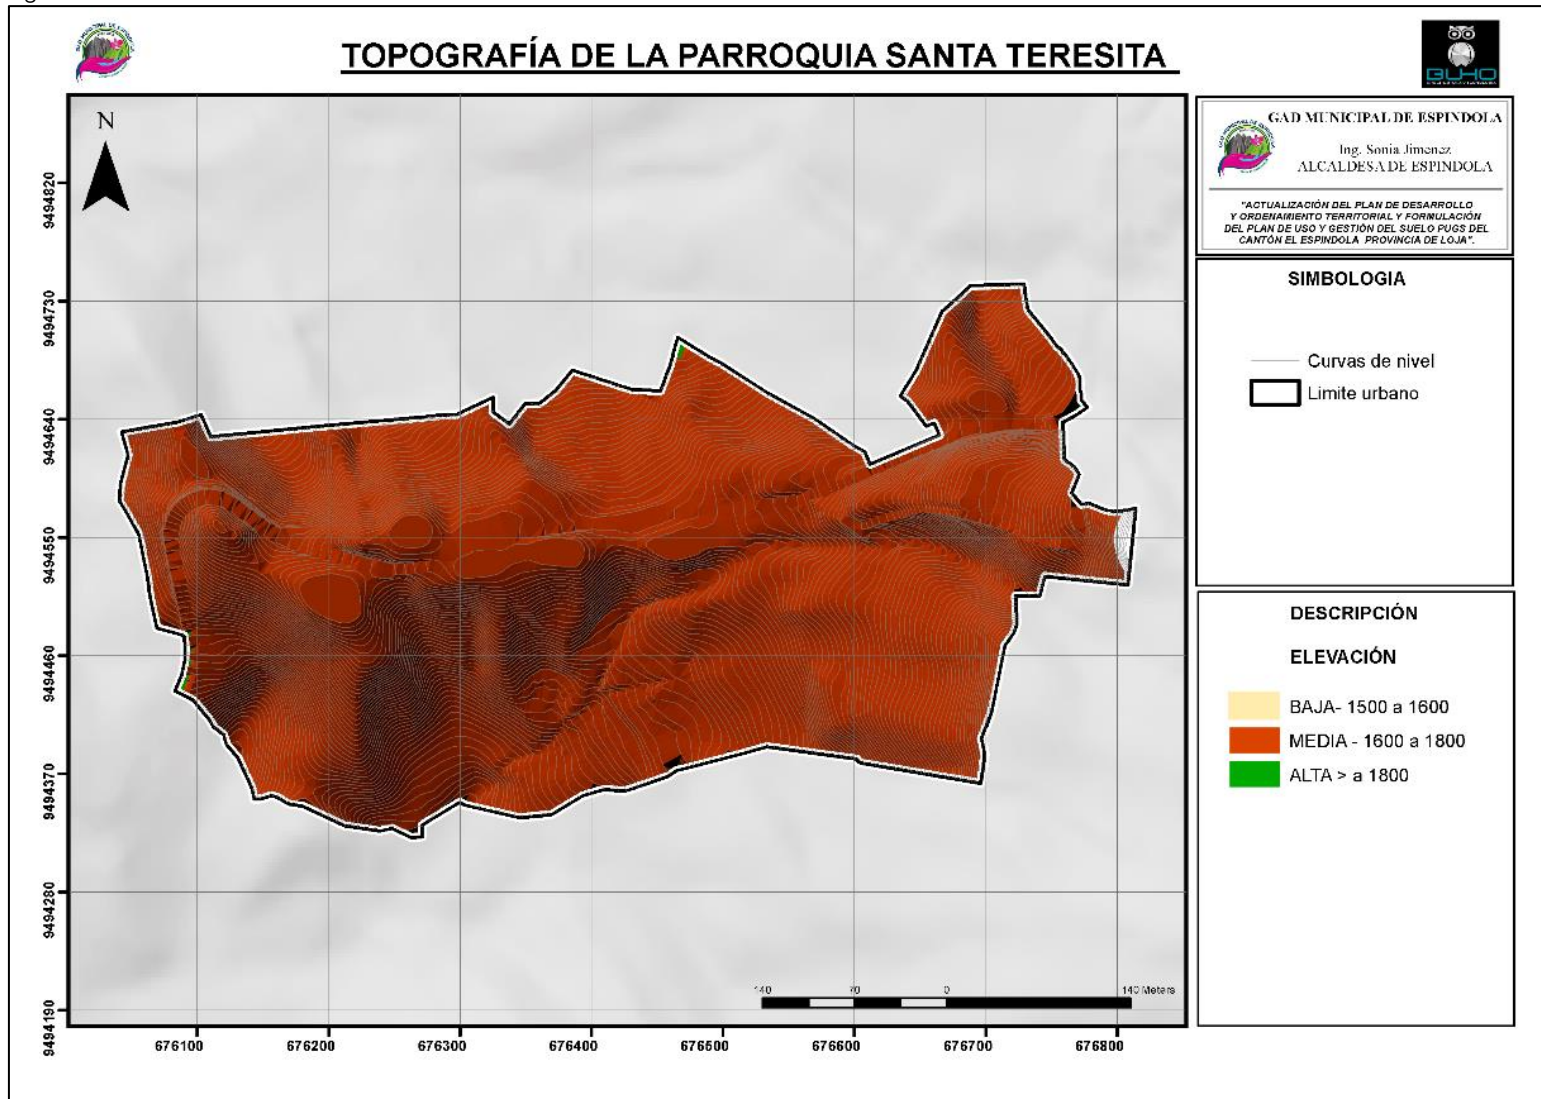 TOPOGRAFÍA DE LA PARROQUIA SANTA TERESITA
BUHO
GAD MUNICIPAL DE ESPINDOLA
Ing. Sonia Jimenez
ALCALDESA DE ESPINDOLA
"ACTUALIZACIÓN DEL PLAN DE DESARROLLO
Y ORDENAMIENTO TERRITORIAL Y FORMULACIÓN
DEL PLAN DE USO Y GESTIÓN DEL SUELO PUGS DEL
CANTÓN EL ESPINDOLA PROVINCIA DE LOJA".
SIMBOLOGIA
Curvas de nivel
Limite urbano
DESCRIPCIÓN
ELEVACIÓN
BAJA- 1500 a 1600
MEDIA - 1600 a 1800
ALTA > a 1800
N
9494820
9494730
9494640
9494550
9494460
9494370
9494280
9494190
140 70 0 140 Meters
676100 676200 676300 676400 676500 676600 676700 676800